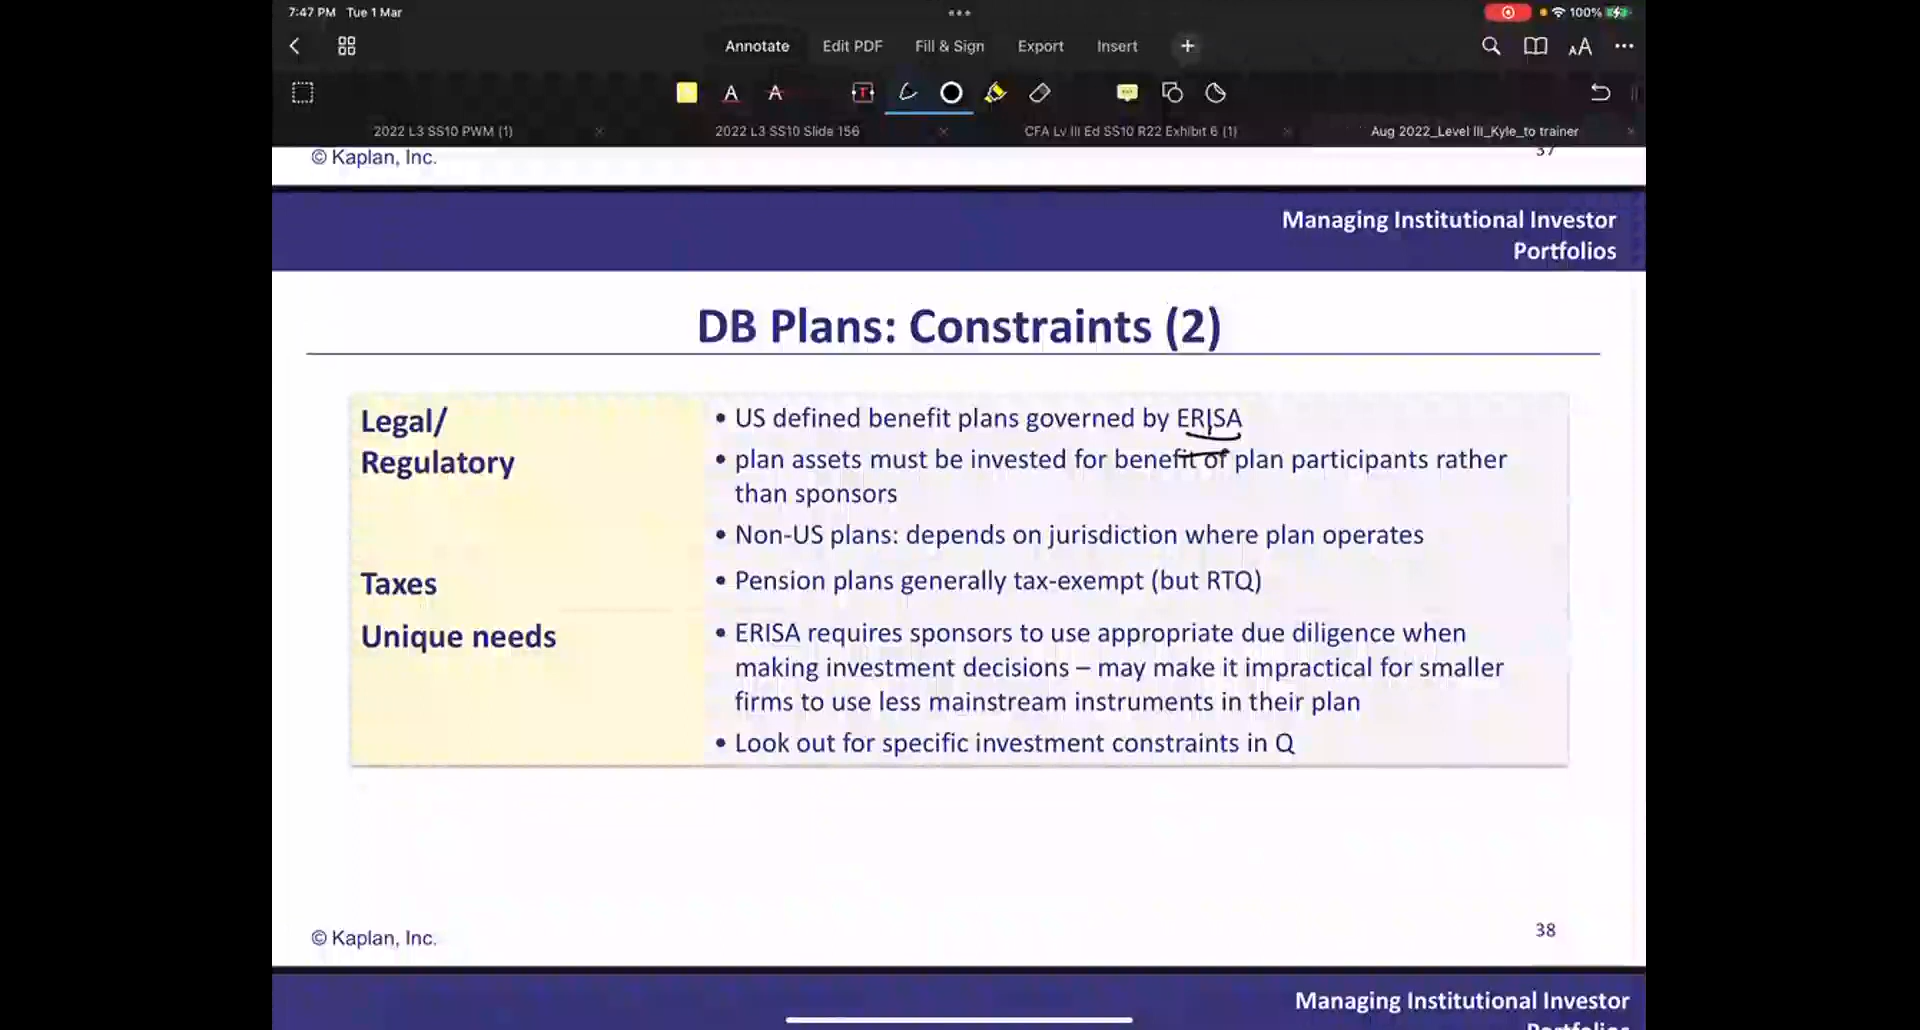 7:47 PM Tue 1 Mar
100%
Annotate Edit PDF Fill & Sign Export Insert
AA
A A T
2022 L3 SS10 PWM (1) 2022 L3 SS10 Slide 156 CFA Lv III Ed SS10 R22 Exhibit 6 (1) Aug 2022_Level III_Kyle_to trainer
© Kaplan, Inc. 37
Managing Institutional Investor
Portfolios
DB Plans: Constraints (2)
Legal/
Regulatory
• US defined benefit plans governed by ERISA
• plan assets must be invested for benefit of plan participants rather
than sponsors
• Non-US plans: depends on jurisdiction where plan operates
Taxes
• Pension plans generally tax-exempt (but RTQ)
Unique needs
• ERISA requires sponsors to use appropriate due diligence when
making investment decisions – may make it impractical for smaller
firms to use less mainstream instruments in their plan
• Look out for specific investment constraints in Q
© Kaplan, Inc. 38
Managing Institutional Investor
Portfolios